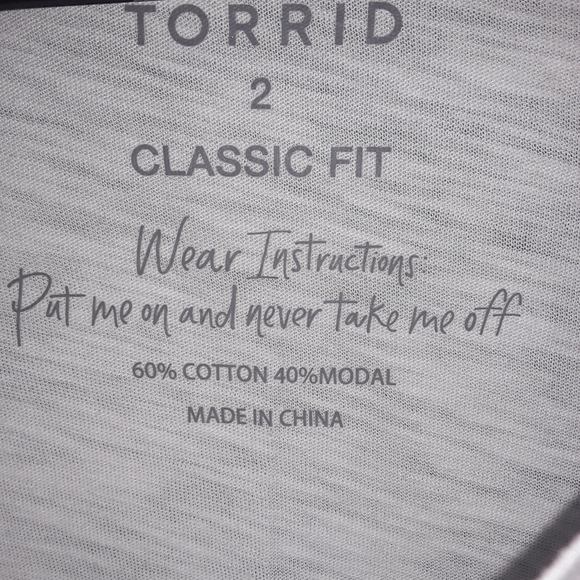 TORRID
2
CLASSIC FIT
Wear Instructions:
Put me on and never take me off
60% COTTON 40%MODAL
MADE IN CHINA